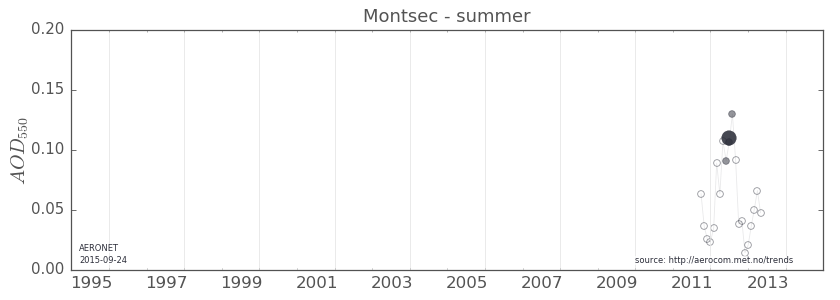 Montsec - summer
0.20
0.15
0.10
0.05
0.00
AOD550
AERONET
2015-09-24
source: http://aerocom.met.no/trends
1995 1997 1999 2001 2003 2005 2007 2009 2011 2013